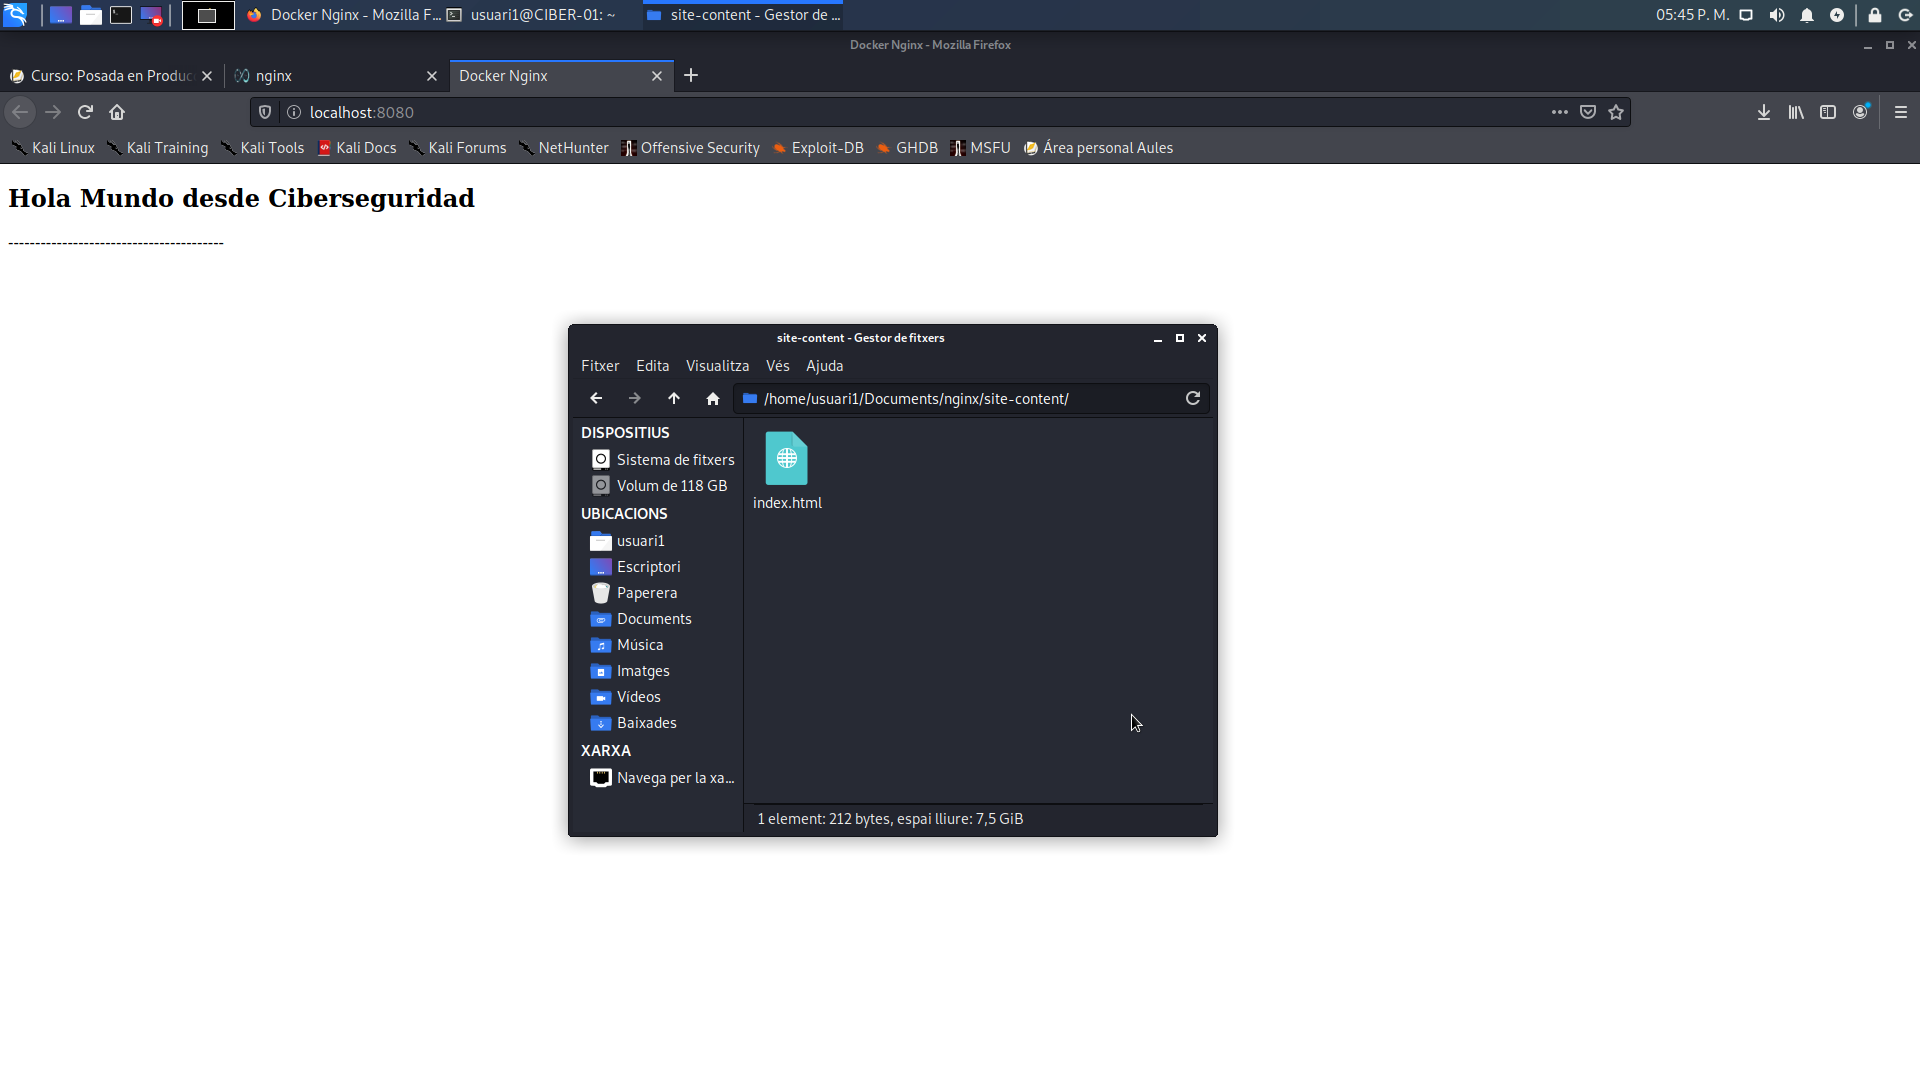 Docker Nginx - Mozilla F...
usuari1@CIBER-01: ~
site-content - Gestor de ...
05:45 P. M.
Docker Nginx - Mozilla Firefox
Curso: Posada en Produc
nginx
Docker Nginx
localhost:8080
Kali Linux
Kali Training
Kali Tools
Kali Docs
Kali Forums
NetHunter
Offensive Security
Exploit-DB
GHDB
MSFU
Área personal Aules
Hola Mundo desde Ciberseguridad
----------------------------------------
site-content - Gestor de fitxers
Fitxer Edita Visualitza Vés Ajuda
/home/usuari1/Documents/nginx/site-content/
DISPOSITIUS
Sistema de fitxers
Volum de 118 GB
UBICACIONS
usuari1
Escriptori
Paperera
Documents
Música
Imatges
Vídeos
Baixades
XARXA
Navega per la xa...
index.html
1 element: 212 bytes, espai lliure: 7,5 GiB